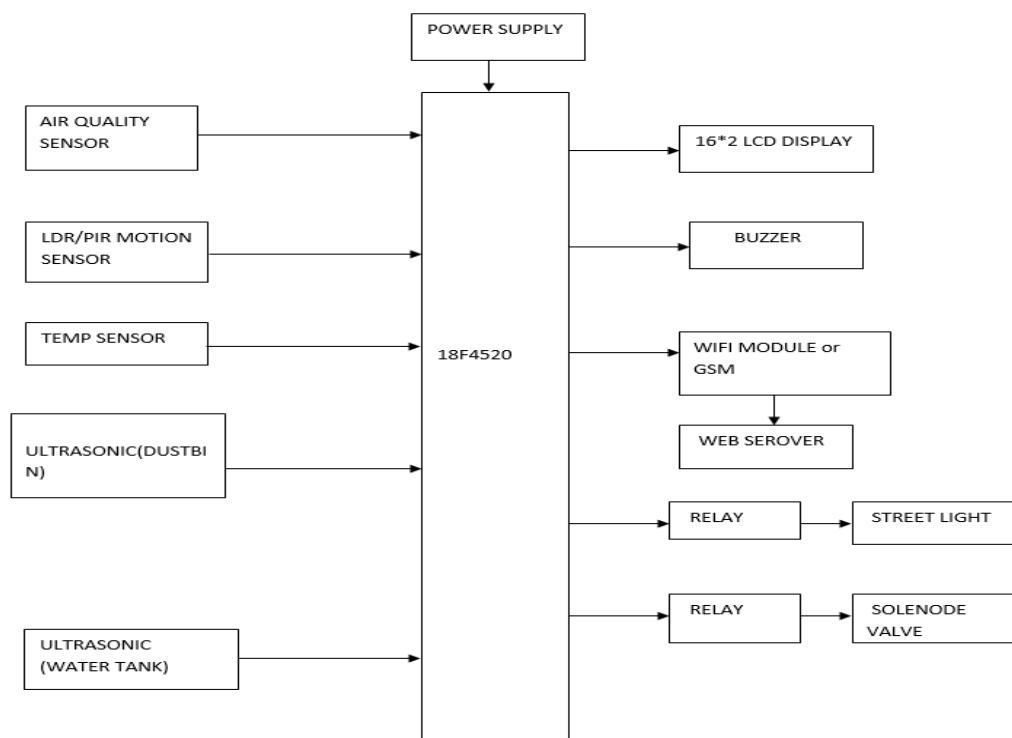 POWER SUPPLY
AIR QUALITY
SENSOR
16*2 LCD DISPLAY
LDR/PIR MOTION
SENSOR
BUZZER
TEMP SENSOR
18F4520
WIFI MODULE or
GSM
ULTRASONIC(DUSTBI
N)
WEB SEROVER
RELAY
STREET LIGHT
RELAY
SOLENODE
VALVE
ULTRASONIC
(WATER TANK)